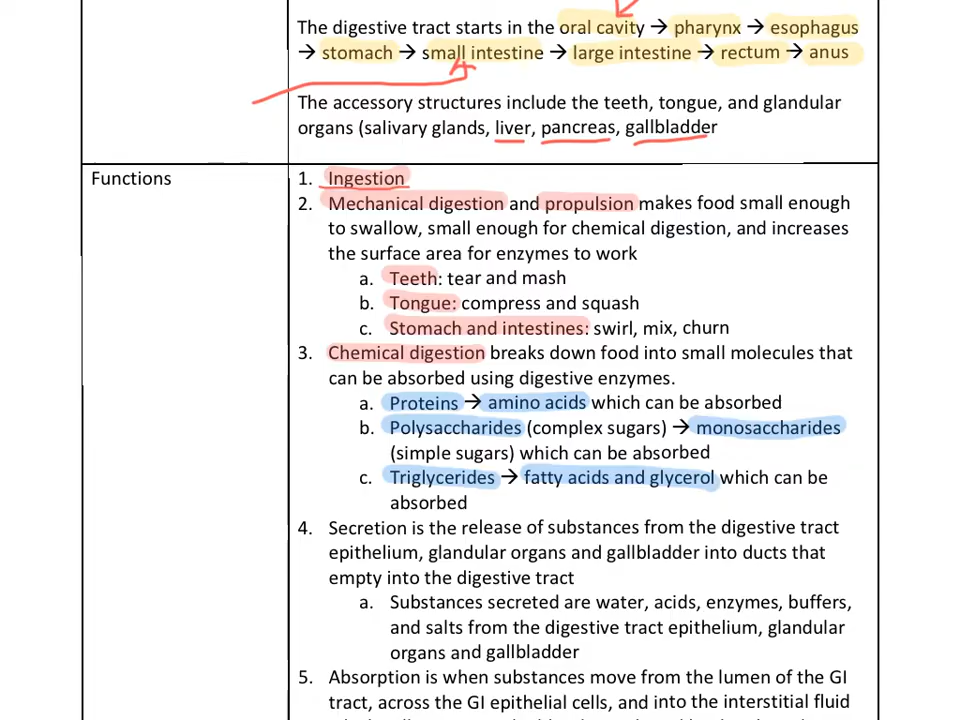 The digestive tract starts in the oral cavity → pharynx → esophagus
→ stomach → small intestine → large intestine → rectum → anus
The accessory structures include the teeth, tongue, and glandular
organs (salivary glands, liver, pancreas, gallbladder
Functions
1. Ingestion
2. Mechanical digestion and propulsion makes food small enough
to swallow, small enough for chemical digestion, and increases
the surface area for enzymes to work
a. Teeth: tear and mash
b. Tongue: compress and squash
c. Stomach and intestines: swirl, mix, churn
3. Chemical digestion breaks down food into small molecules that
can be absorbed using digestive enzymes.
a. Proteins → amino acids which can be absorbed
b. Polysaccharides (complex sugars) → monosaccharides
(simple sugars) which can be absorbed
c. Triglycerides → fatty acids and glycerol which can be
absorbed
4. Secretion is the release of substances from the digestive tract
epithelium, glandular organs and gallbladder into ducts that
empty into the digestive tract
a. Substances secreted are water, acids, enzymes, buffers,
and salts from the digestive tract epithelium, glandular
organs and gallbladder
5. Absorption is when substances move from the lumen of the GI
tract, across the GI epithelial cells, and into the interstitial fluid